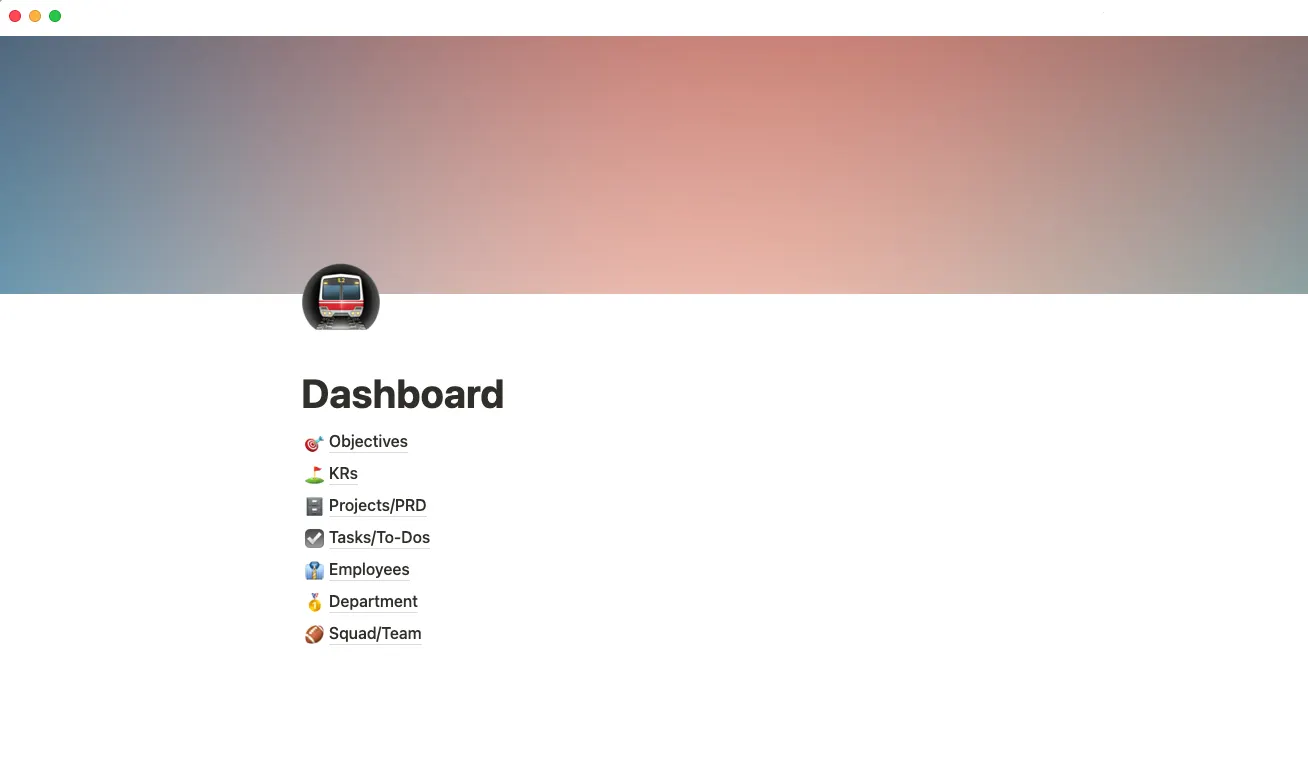 Dashboard
Objectives
KRs
Projects/PRD
Tasks/To-Dos
Employees
Department
Squad/Team